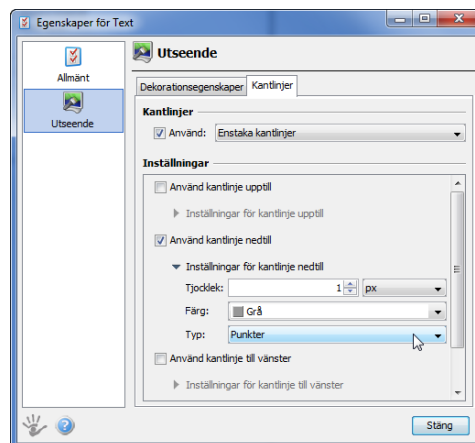 Egenskaper för Text
Allmänt
Utseende
Utseende
Dekorationsegenskaper Kantlinjer
Kantlinjer
Använd: Enstaka kantlinjer
Inställningar
Använd kantlinje upptill
Inställningar för kantlinje upptill
Använd kantlinje nedtill
Inställningar för kantlinje nedtill
Tjocklek: 1 px
Färg: Grå
Typ: Punkter
Använd kantlinje till vänster
Inställningar för kantlinje till vänster
Stäng